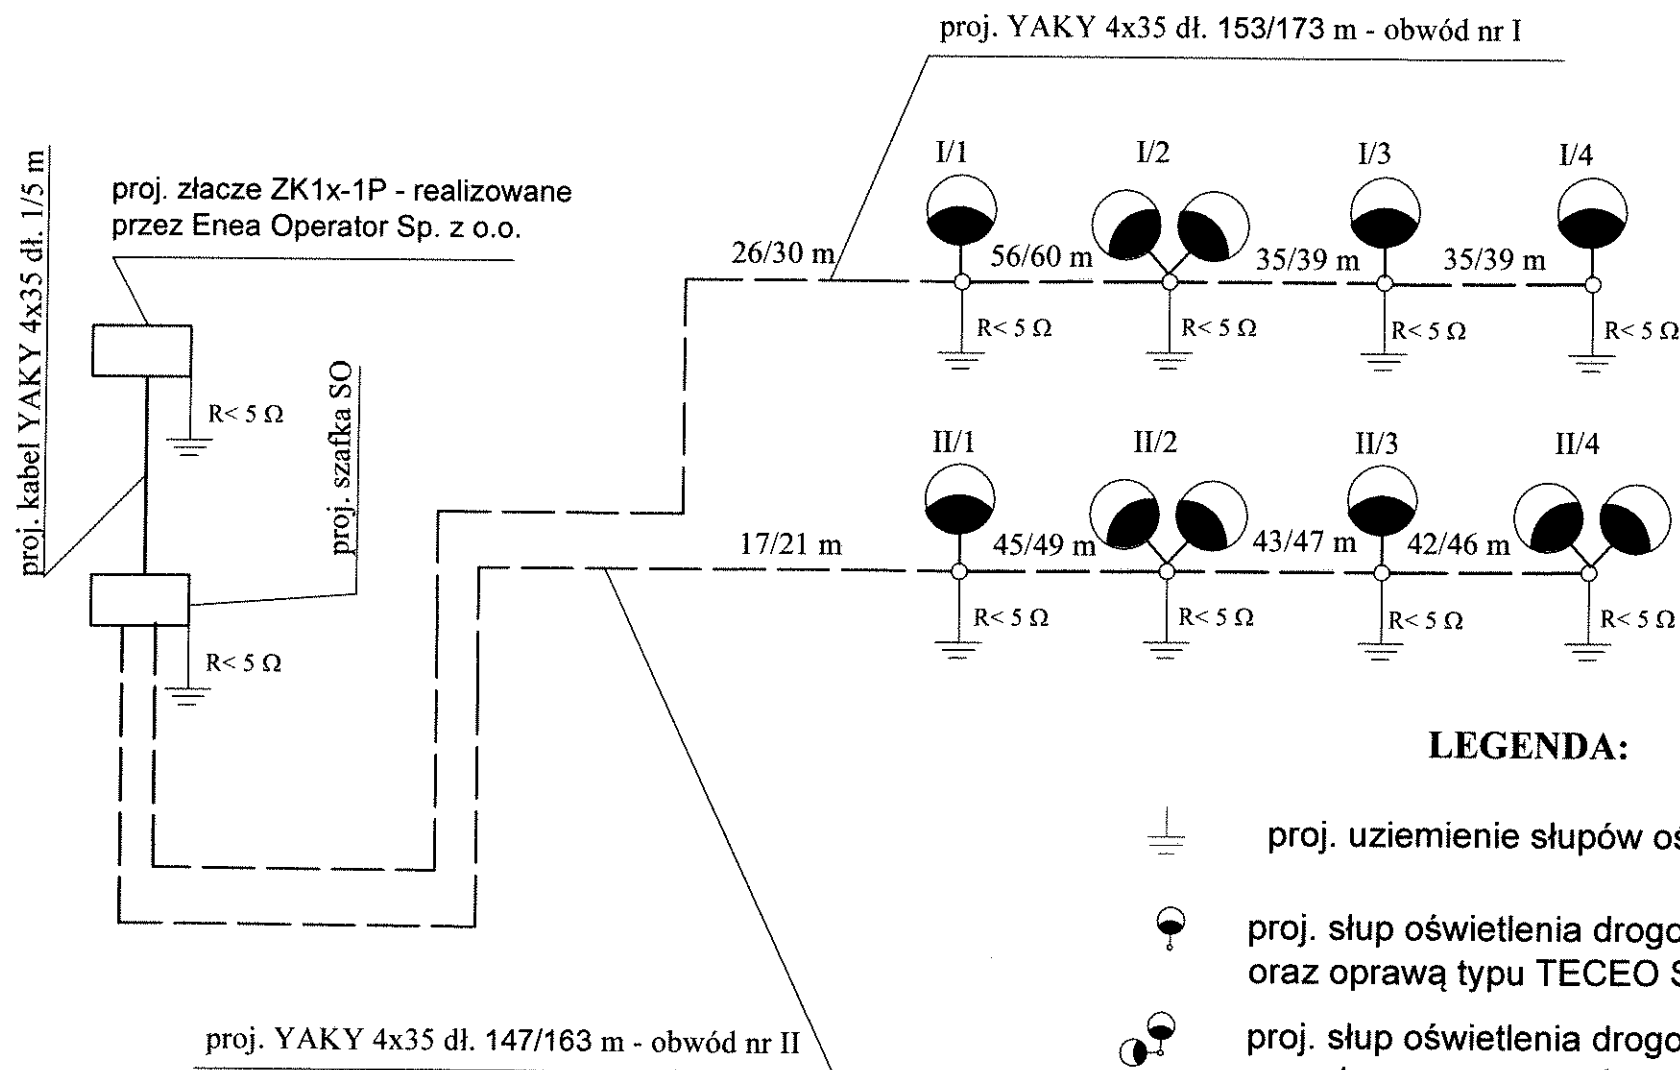 proj. YAKY 4x35 dł. 153/173 m - obwód nr I
proj. kabel YAKY 4x35 dł. 1/5 m
proj. złącze ZK1x-1P - realizowane
przez Enea Operator Sp. z o.o.
I/1
I/2
I/3
I/4
26/30 m
56/60 m
35/39 m
35/39 m
R< 5 Ω
R< 5 Ω
R< 5 Ω
R< 5 Ω
R< 5 Ω
proj. szafka SO
II/1
II/2
II/3
II/4
17/21 m
45/49 m
43/47 m
42/46 m
R< 5 Ω
R< 5 Ω
R< 5 Ω
R< 5 Ω
R< 5 Ω
LEGENDA:
proj. uziemienie słupów
proj. słup oświetlenia
oraz oprawą typu TECEO
proj. YAKY 4x35 dł. 147/163 m - obwód nr II
proj. słup oświetlenia